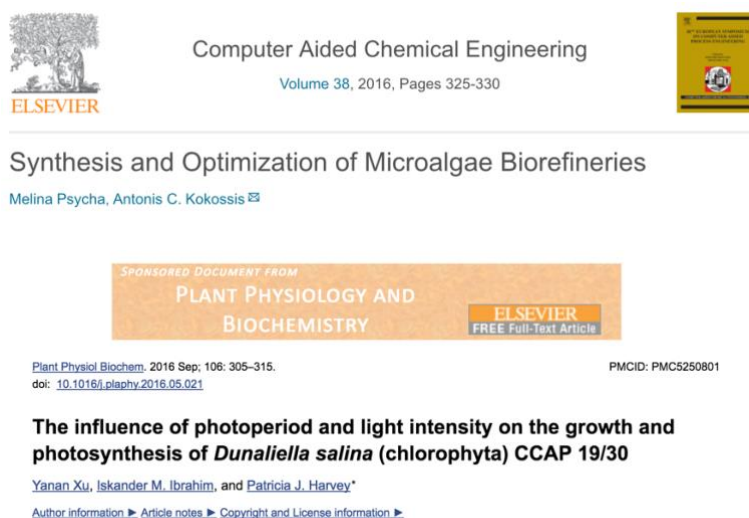 Computer Aided Chemical Engineering
Volume 38, 2016, Pages 325-330
ELSEVIER
Synthesis and Optimization of Microalgae Biorefineries
Melina Psycha, Antonis C. Kokossis
SPONSORED DOCUMENT FROM
PLANT PHYSIOLOGY AND
BIOCHEMISTRY
ELSEVIER
FREE Full-Text Article
Plant Physiol Biochem. 2016 Sep; 106: 305–315.
PMCID: PMC5250801
doi: 10.1016/j.plaphy.2016.05.021
The influence of photoperiod and light intensity on the growth and
photosynthesis of Dunaliella salina (chlorophyta) CCAP 19/30
Yanan Xu, Iskander M. Ibrahim, and Patricia J. Harvey*
Author information ► Article notes ► Copyright and License information ►